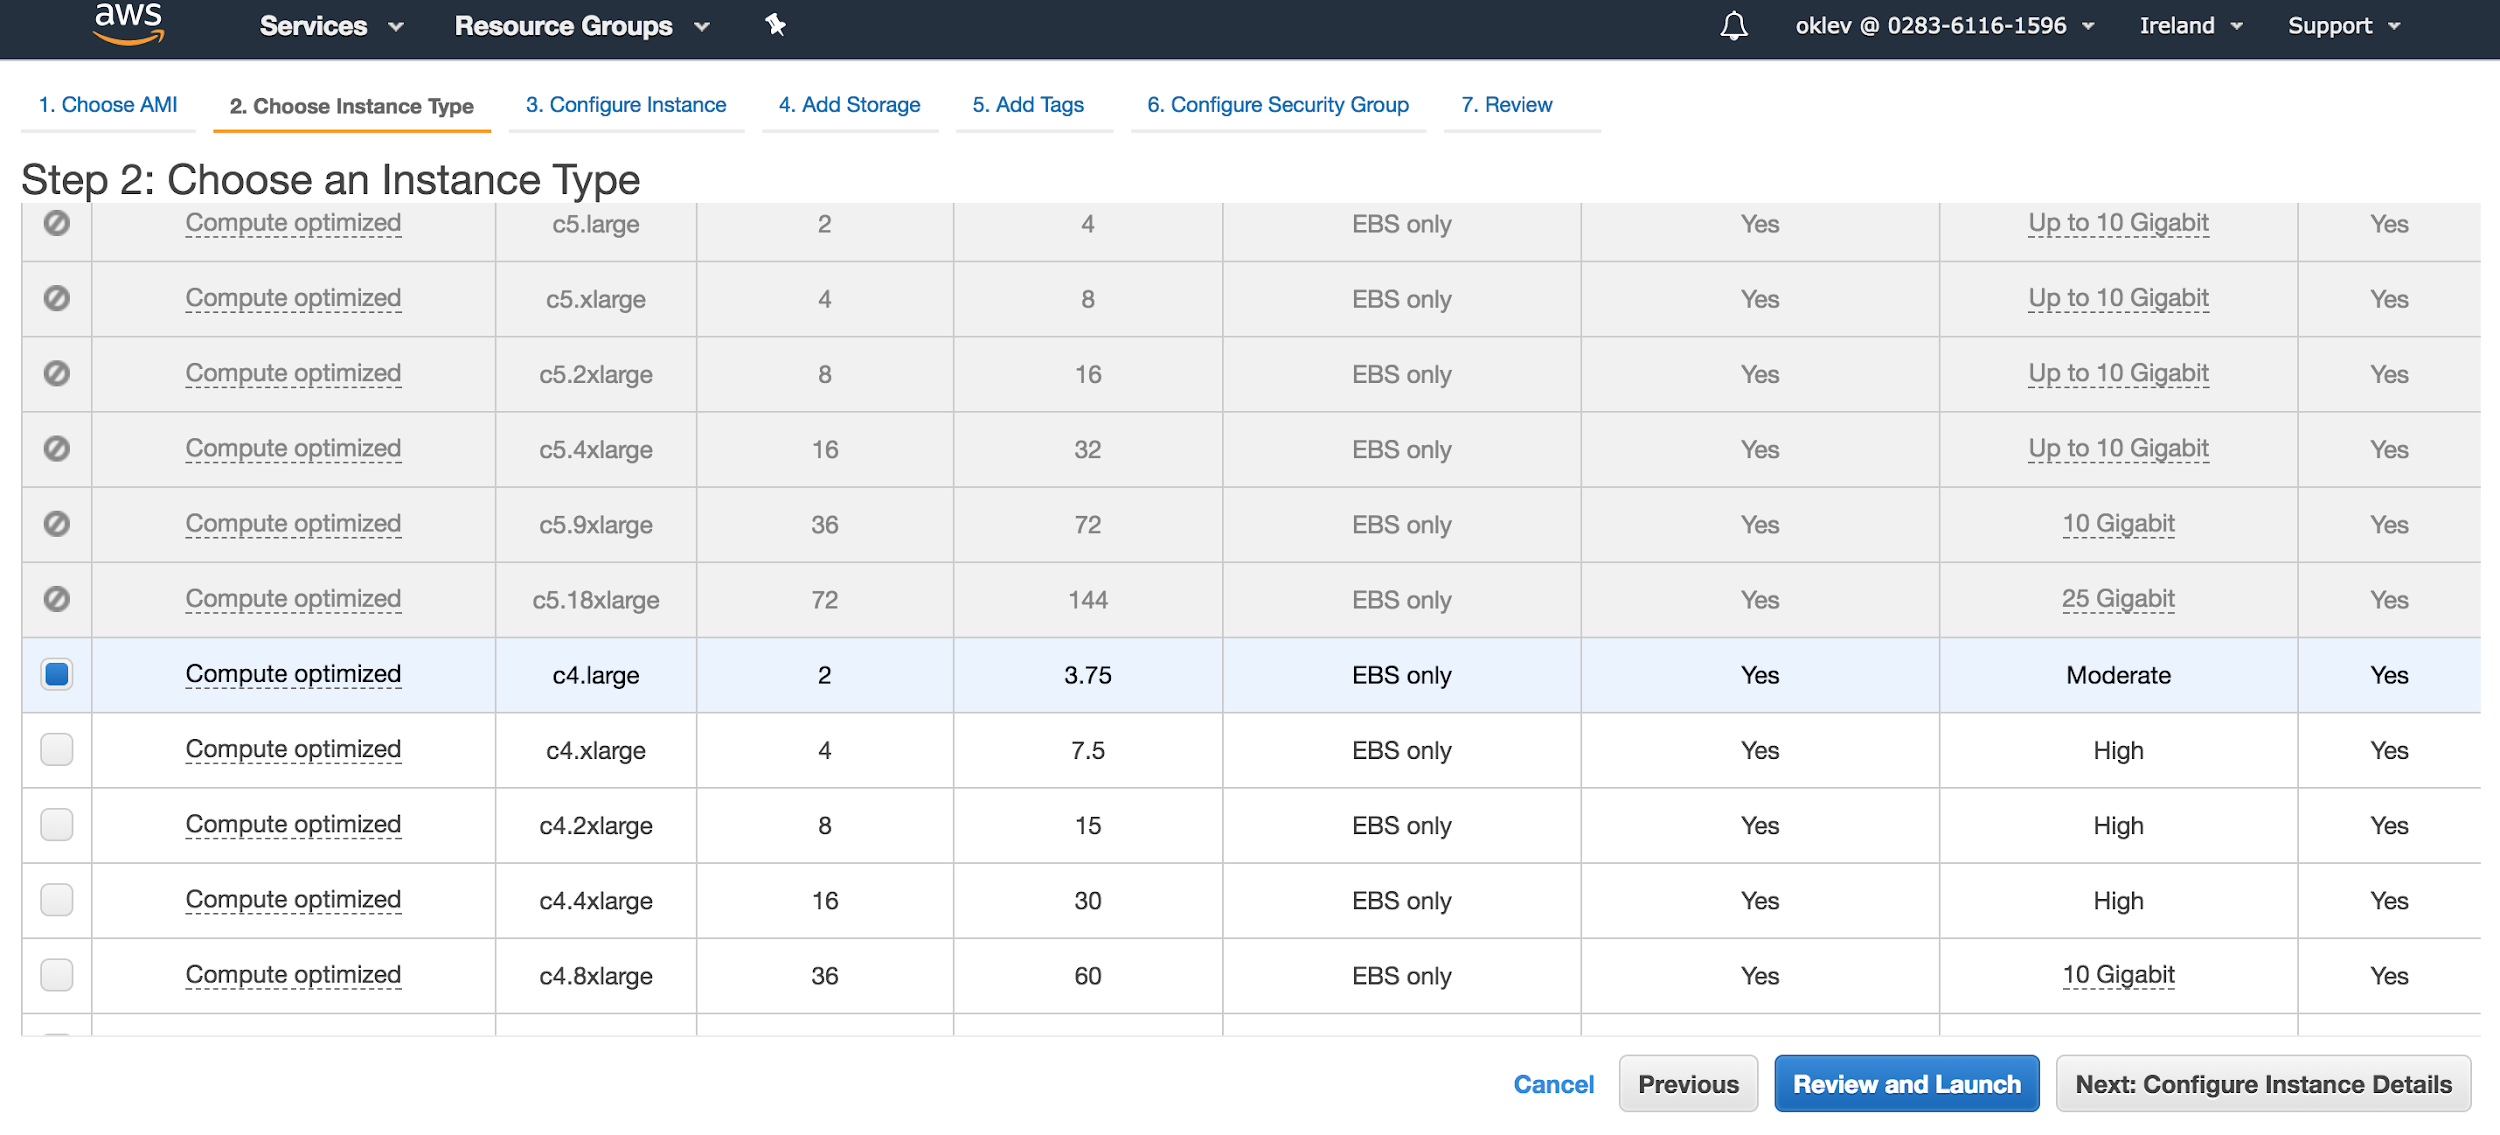 aws Services Resource Groups oklev @ 0283-6116-1596 Ireland Support
1. Choose AMI 2. Choose Instance Type 3. Configure Instance 4. Add Storage 5. Add Tags 6. Configure Security Group 7. Review
Step 2: Choose an Instance Type
Compute optimized c5.large 2 4 EBS only Yes Up to 10 Gigabit Yes
Compute optimized c5.xlarge 4 8 EBS only Yes Up to 10 Gigabit Yes
Compute optimized c5.2xlarge 8 16 EBS only Yes Up to 10 Gigabit Yes
Compute optimized c5.4xlarge 16 32 EBS only Yes Up to 10 Gigabit Yes
Compute optimized c5.9xlarge 36 72 EBS only Yes 10 Gigabit Yes
Compute optimized c5.18xlarge 72 144 EBS only Yes 25 Gigabit Yes
Compute optimized c4.large 2 3.75 EBS only Yes Moderate Yes
Compute optimized c4.xlarge 4 7.5 EBS only Yes High Yes
Compute optimized c4.2xlarge 8 15 EBS only Yes High Yes
Compute optimized c4.4xlarge 16 30 EBS only Yes High Yes
Compute optimized c4.8xlarge 36 60 EBS only Yes 10 Gigabit Yes
Cancel Previous Review and Launch Next: Configure Instance Details